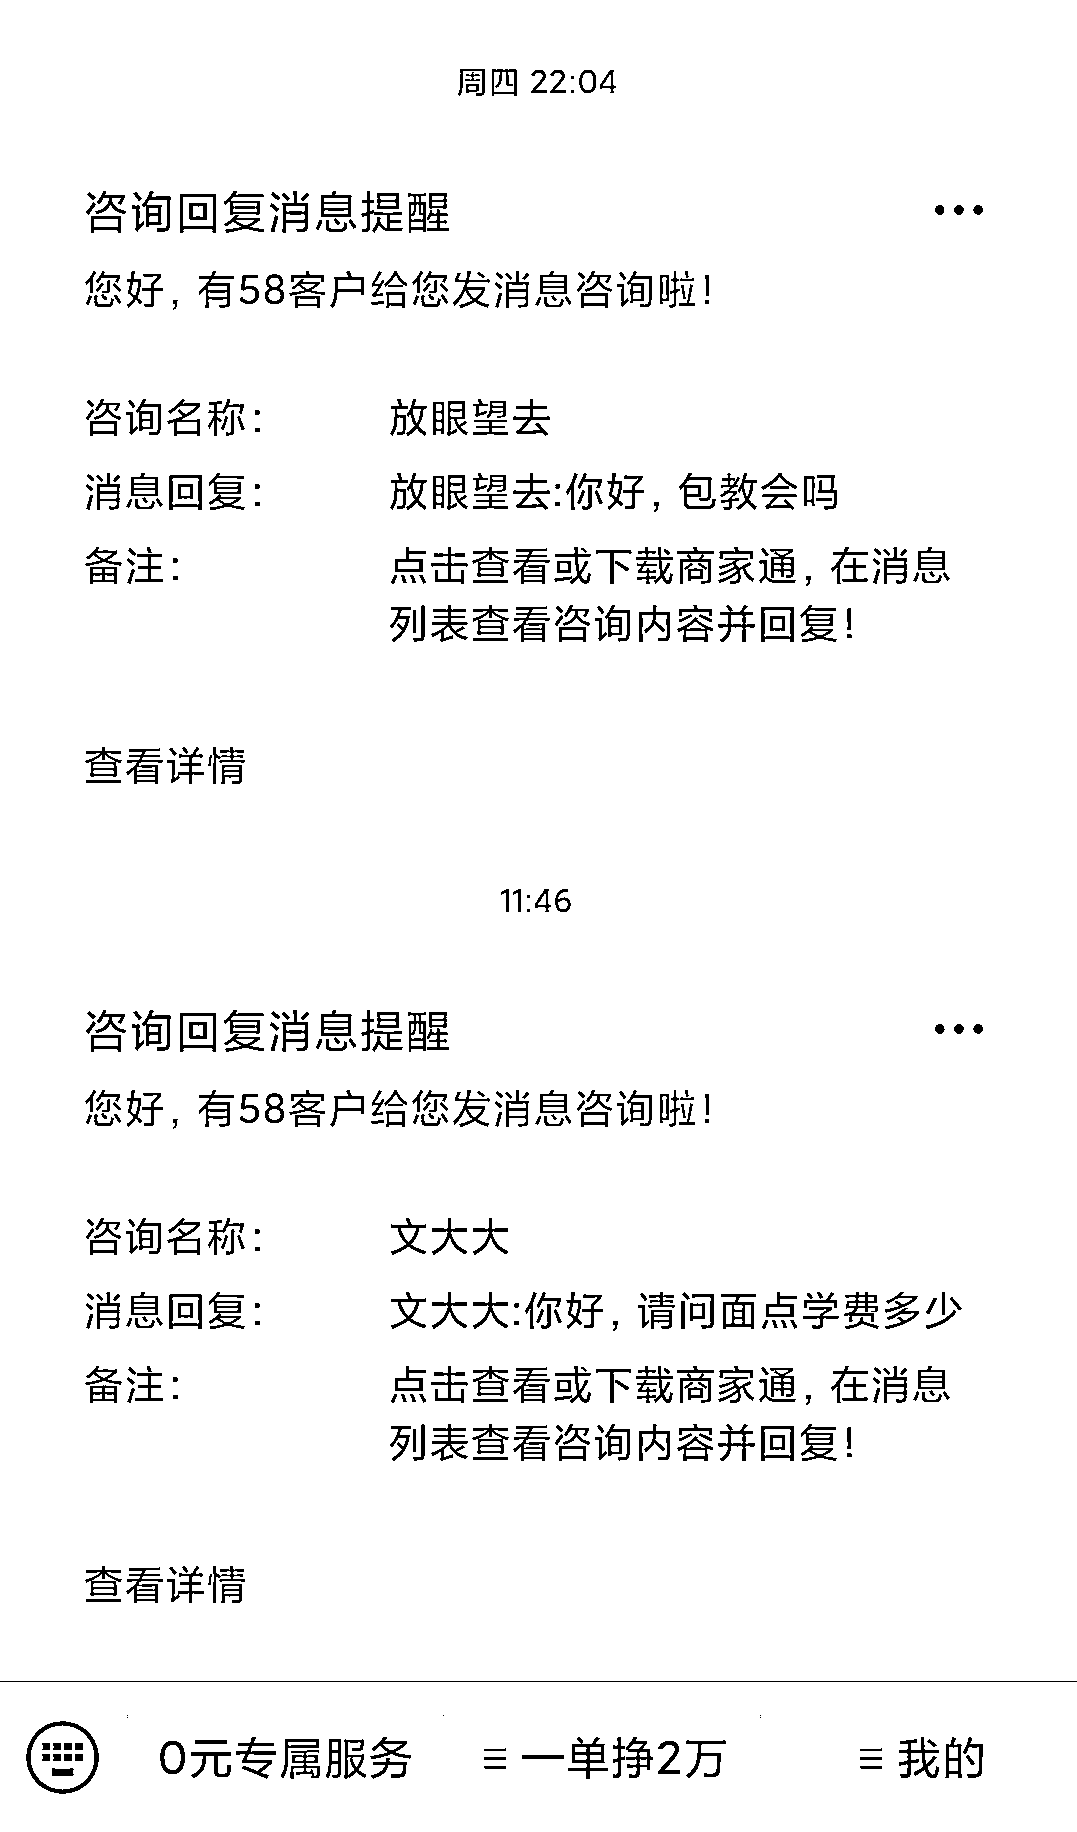 周四 22:04
咨询回复消息提醒
您好，有58客户给您发消息咨询啦！
咨询名称： 放眼望去
消息回复： 放眼望去:你好，包教会吗
备注： 点击查看或下载商家通，在消息
列表查看咨询内容并回复！
查看详情
11:46
咨询回复消息提醒
您好，有58客户给您发消息咨询啦！
咨询名称： 文大大
消息回复： 文大大:你好，请问面点学费多少
备注： 点击查看或下载商家通，在消息
列表查看咨询内容并回复！
查看详情
0元专属服务 一单挣2万 我的